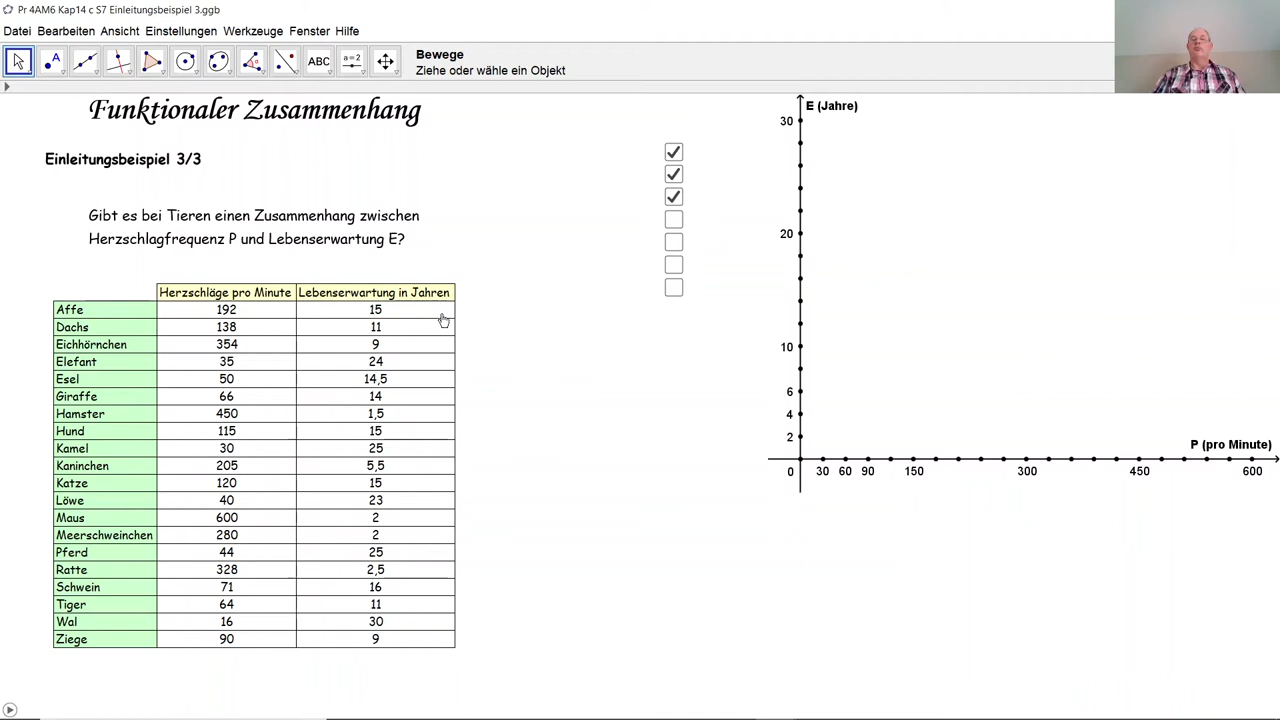 Pr 4AM6 Kap14 c S7 Einleitungsbeispiel 3.ggb
Datei Bearbeiten Ansicht Einstellungen Werkzeuge Fenster Hilfe
A ABC a=2
Bewege
Ziehe oder wähle ein Objekt
Funktionaler Zusammenhang
Einleitungsbeispiel 3/3
Gibt es bei Tieren einen Zusammenhang zwischen
Herzschlagfrequenz P und Lebenserwartung E?
Herzschläge pro Minute Lebenserwartung in Jahren
Affe 192 15
Dachs 138 11
Eichhörnchen 354 9
Elefant 35 24
Esel 50 14,5
Giraffe 66 14
Hamster 450 1,5
Hund 115 15
Kamel 30 25
Kaninchen 205 5,5
Katze 120 15
Löwe 40 23
Maus 600 2
Meerschweinchen 280 2
Pferd 44 25
Ratte 328 2,5
Schwein 71 16
Tiger 64 11
Wal 16 30
Ziege 90 9
E (Jahre)
30
20
10
6
4
2
P (pro Minute)
0 30 60 90 150 300 450 600